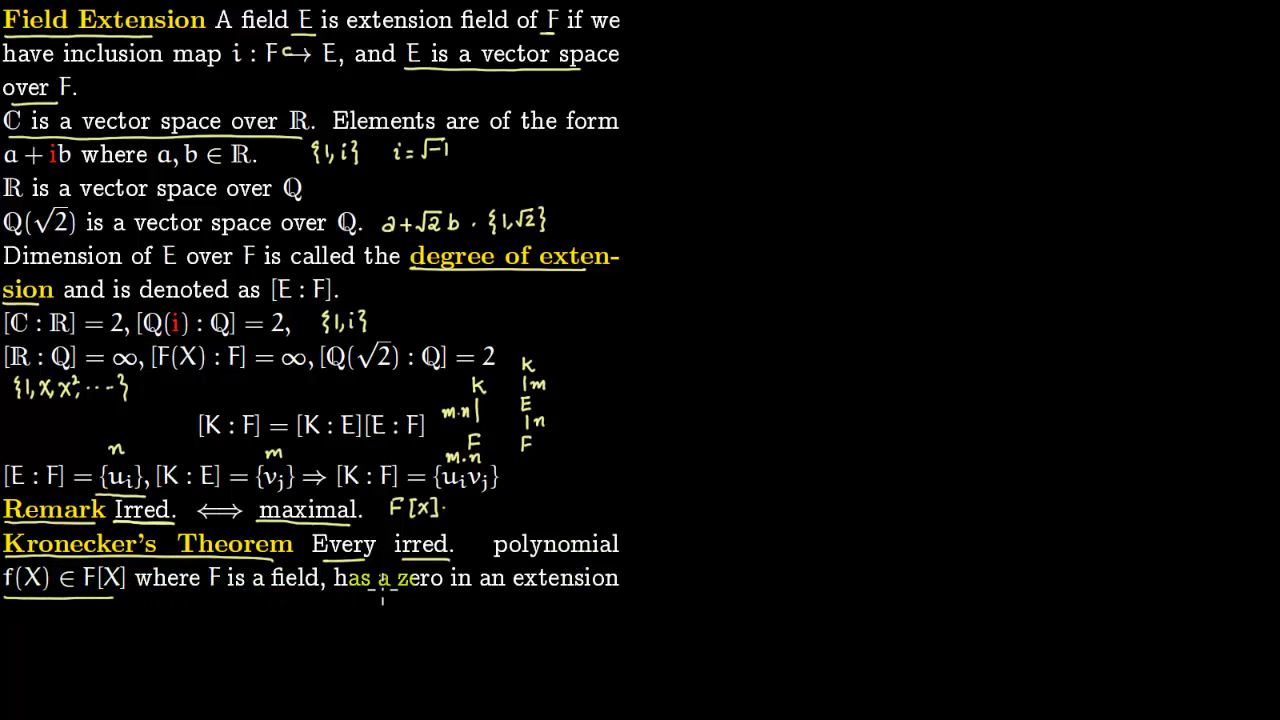 Field Extension A field E is extension field of F if we
have inclusion map i : F ↪ E, and E is a vector space
over F.
ℂ is a vector space over ℝ. Elements are of the form
a + ib where a, b ∈ ℝ. {1, i} i = √-1
ℝ is a vector space over ℚ
ℚ(√2) is a vector space over ℚ. a+√2 b . {1, √2}
Dimension of E over F is called the degree of exten-
sion and is denoted as [E : F].
[ℂ : ℝ] = 2, [ℚ(i) : ℚ] = 2, {1, i}
[ℝ : ℚ] = ∞, [F(X) : F] = ∞, [ℚ(√2) : ℚ] = 2
{1, x, x², ...}
K
m.n |
F
K
| m
E
| n
F
[K : F] = [K : E][E : F]
n m m.n
[E : F] = {uᵢ}, [K : E] = {vⱼ} ⇒ [K : F] = {uᵢvⱼ}
Remark Irred. ⟺ maximal. F[x].
Kronecker's Theorem Every irred. polynomial
f(X) ∈ F[X] where F is a field, has a zero in an extension